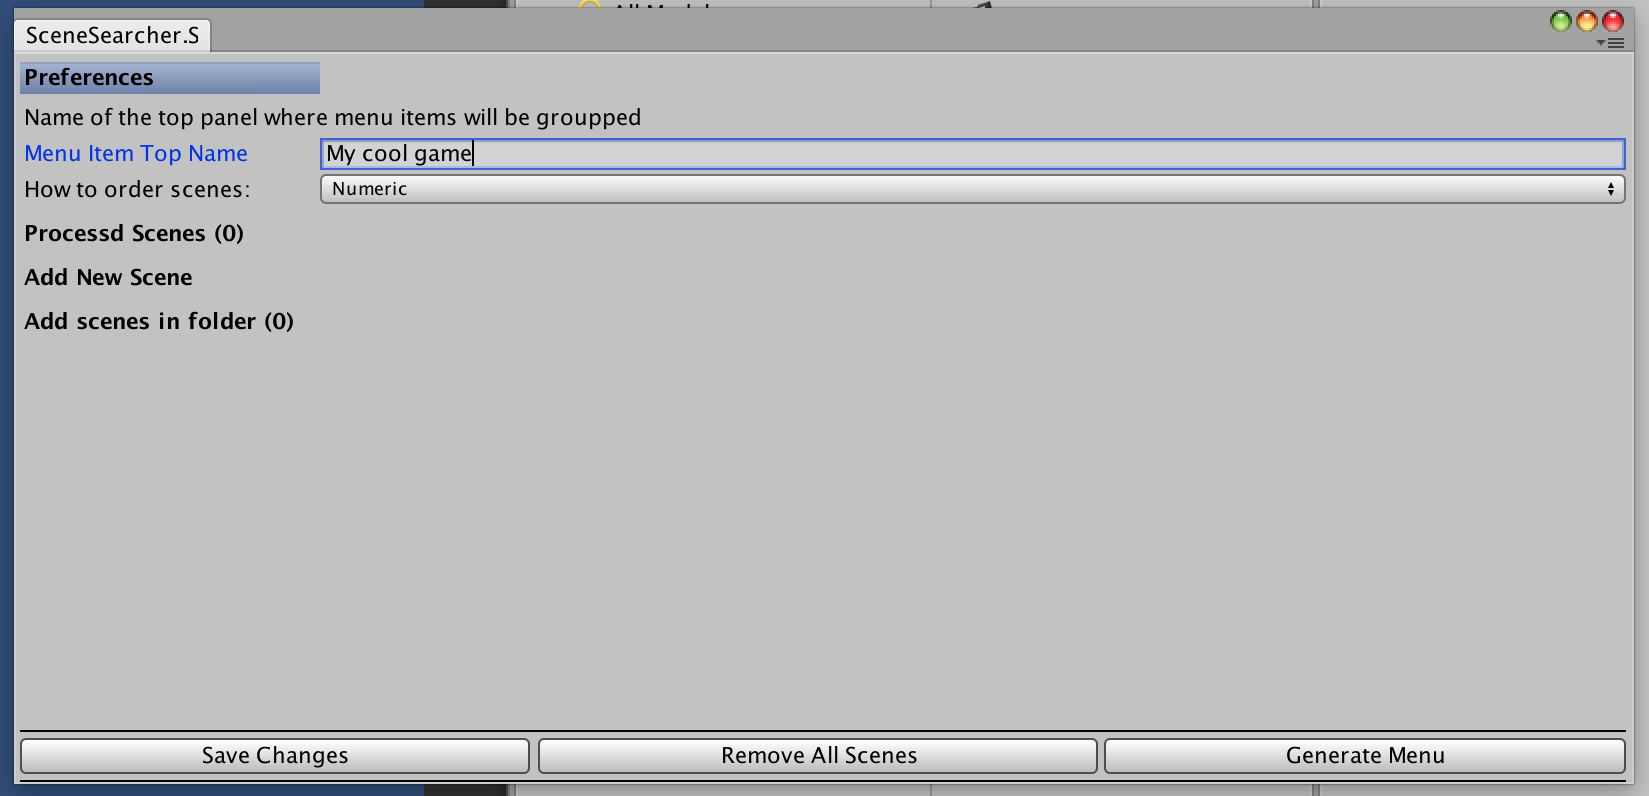 SceneSearcher.S
Preferences
Name of the top panel where menu items will be groupped
Menu Item Top Name
My cool game
How to order scenes:
Numeric
Processd Scenes (0)
Add New Scene
Add scenes in folder (0)
Save Changes
Remove All Scenes
Generate Menu